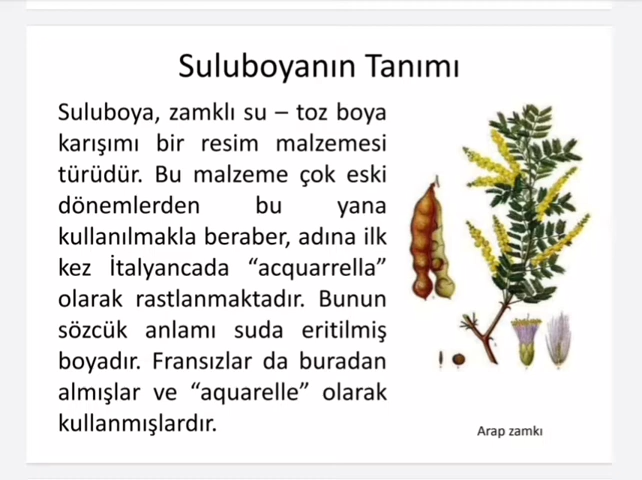 Suluboyanın Tanımı
Suluboya, zamklı su – toz boya
karışımı bir resim malzemesi
türüdür. Bu malzeme çok eski
dönemlerden bu yana
kullanılmakla beraber, adına ilk
kez İtalyancada “acquarrella”
olarak rastlanmaktadır. Bunun
sözcük anlamı suda eritilmiş
boyadır. Fransızlar da buradan
almışlar ve “aquarelle” olarak
kullanmışlardır.
Arap zamkı